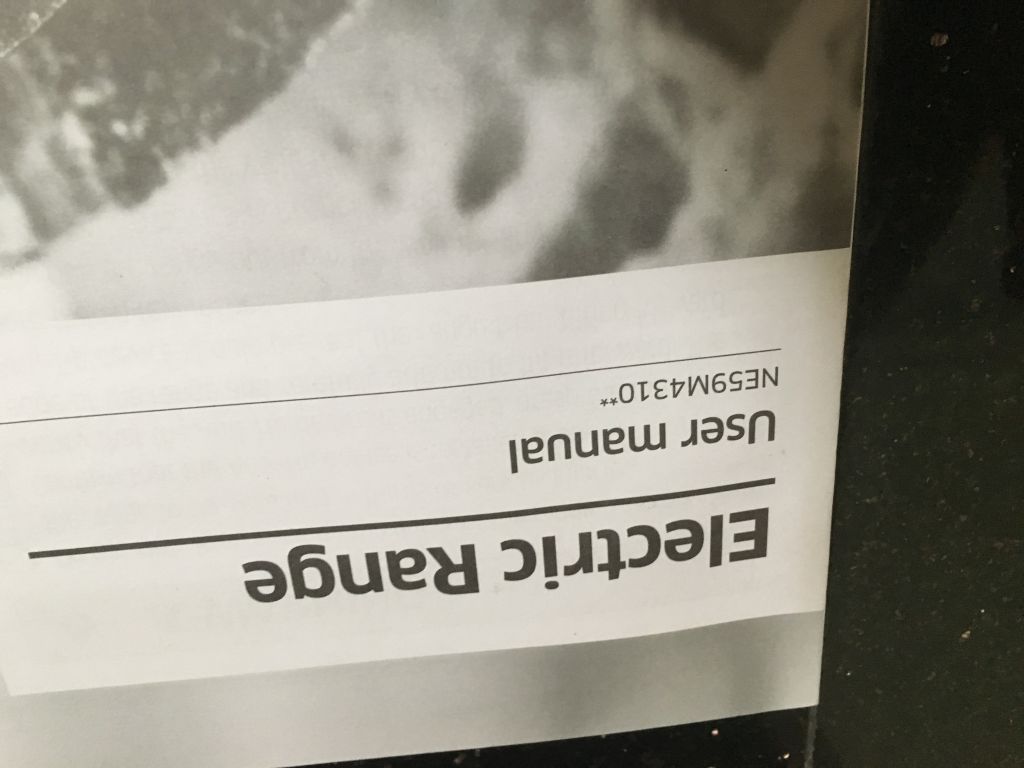 Electric Range
User manual
NE59M4310**